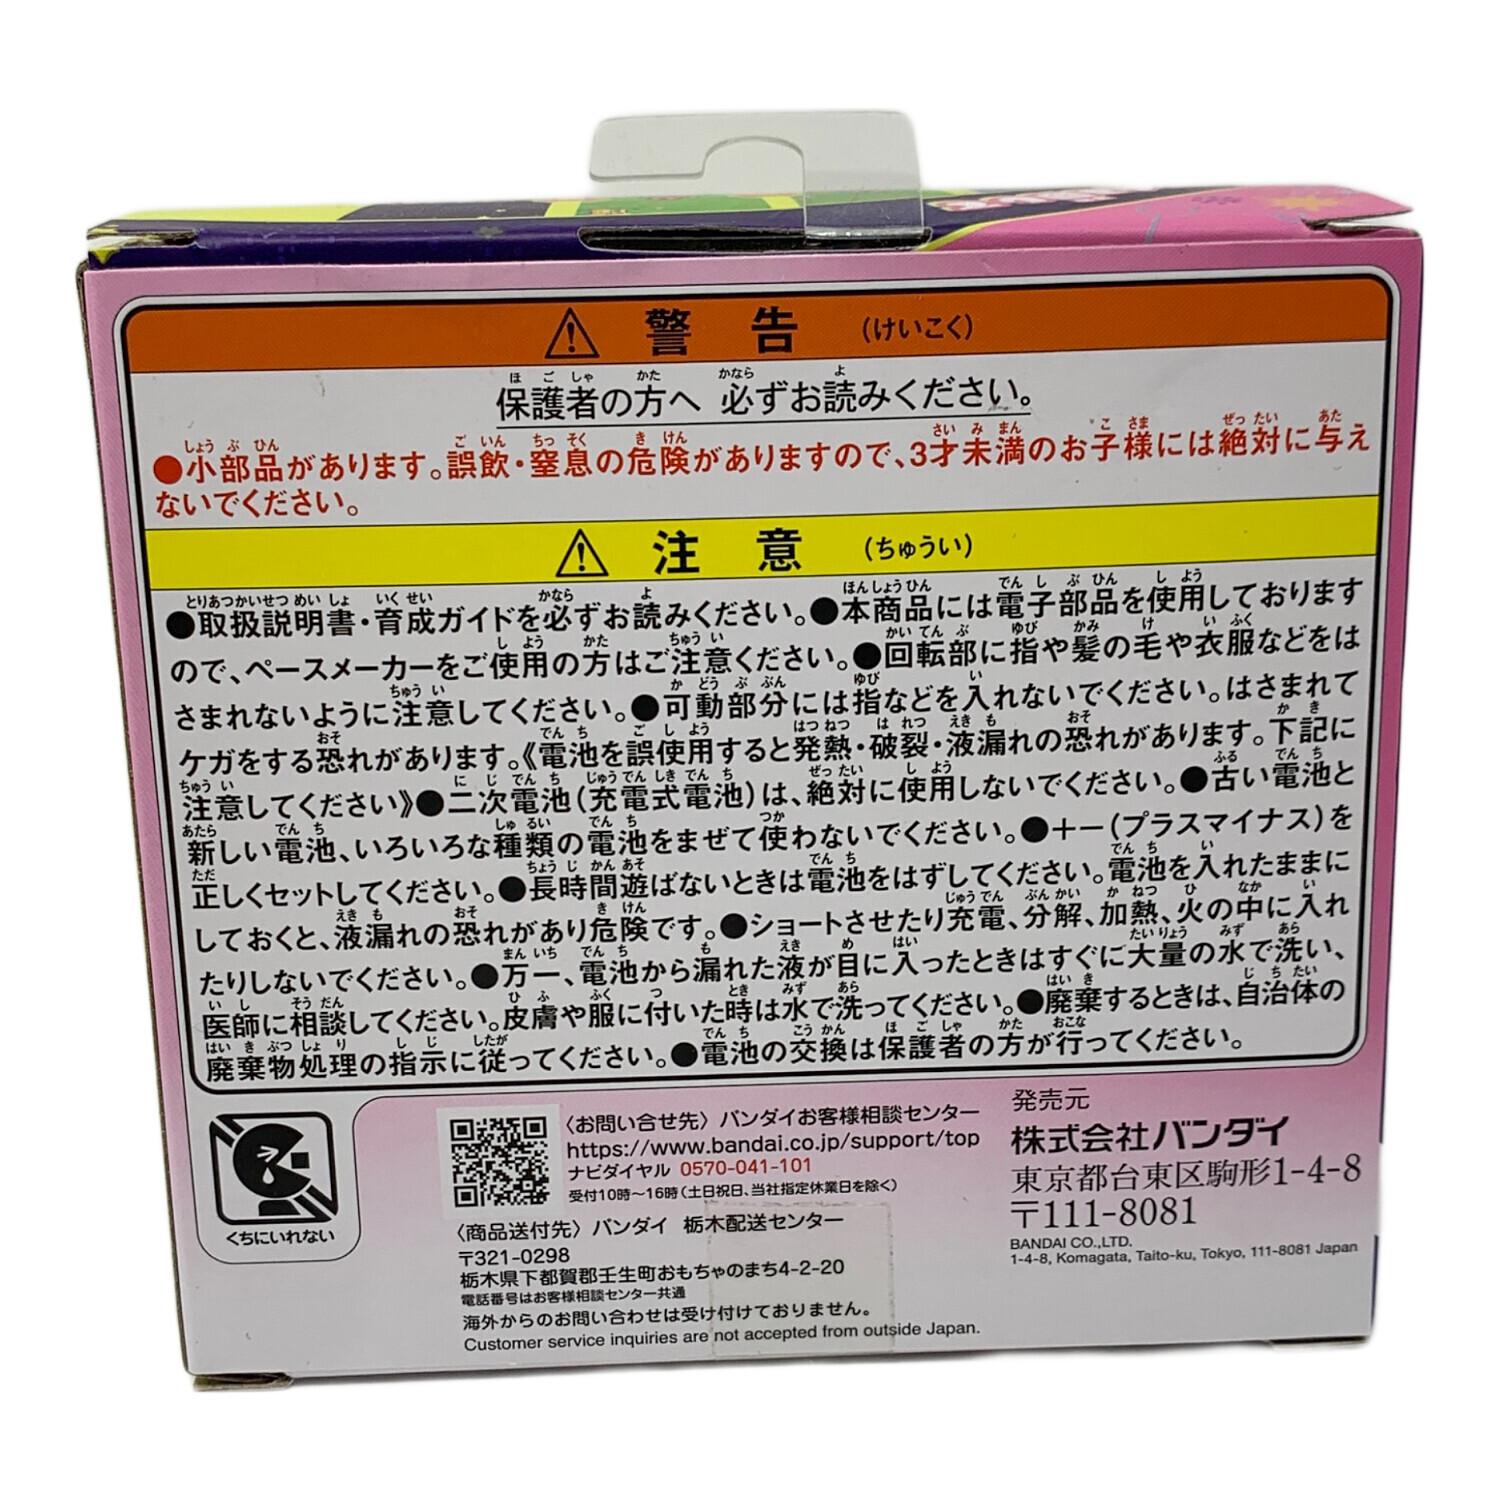 警告 (けいこく)
保護者の方へ 必ずお読みください。
●小部品があります。誤飲・窒息の危険がありますので、3才未満のお子様には絶対に与え
ないでください。
注意 (ちゅうい)
●取扱説明書・育成ガイドを必ずお読みください。●本商品には電子部品を使用しております
ので、ペースメーカーをご使用の方はご注意ください。●回転部に指や髪の毛や衣服などをは
さまれないように注意してください。●可動部分には指などを入れないでください。はさまれて
ケガをする恐れがあります。《電池を誤使用すると発熱・破裂・液漏れの恐れがあります。下記に
注意してください》●二次電池(充電式電池)は、絶対に使用しないでください。●古い電池と
新しい電池、いろいろな種類の電池をまぜて使わないでください。●＋−(プラスマイナス)を
正しくセットしてください。●長時間遊ばないときは電池をはずしてください。電池を入れたままに
しておくと、液漏れの恐れがあり危険です。●ショートさせたり充電、分解、加熱、火の中に入れ
たりしないでください。●万一、電池から漏れた液が目に入ったときはすぐに大量の水で洗い、
医師に相談してください。皮膚や服に付いた時は水で洗ってください。●廃棄するときは、自治体の
廃棄物処理の指示に従ってください。●電池の交換は保護者の方が行ってください。
くちにいれない
〈お問い合せ先〉バンダイお客様相談センター
https://www.bandai.co.jp/support/top
ナビダイヤル 0570-041-101
受付10時〜16時(土日祝日、当社指定休業日を除く)
〈商品送付先〉バンダイ 栃木配送センター
〒321-0298
栃木県下都賀郡壬生町おもちゃのまち4-2-20
電話番号はお客様相談センター共通
海外からのお問い合わせは受け付けておりません。
Customer service inquiries are not accepted from outside Japan.
発売元
株式会社バンダイ
東京都台東区駒形1-4-8
〒111-8081
BANDAI CO.,LTD.
1-4-8, Komagata, Taito-ku, Tokyo, 111-8081 Japan